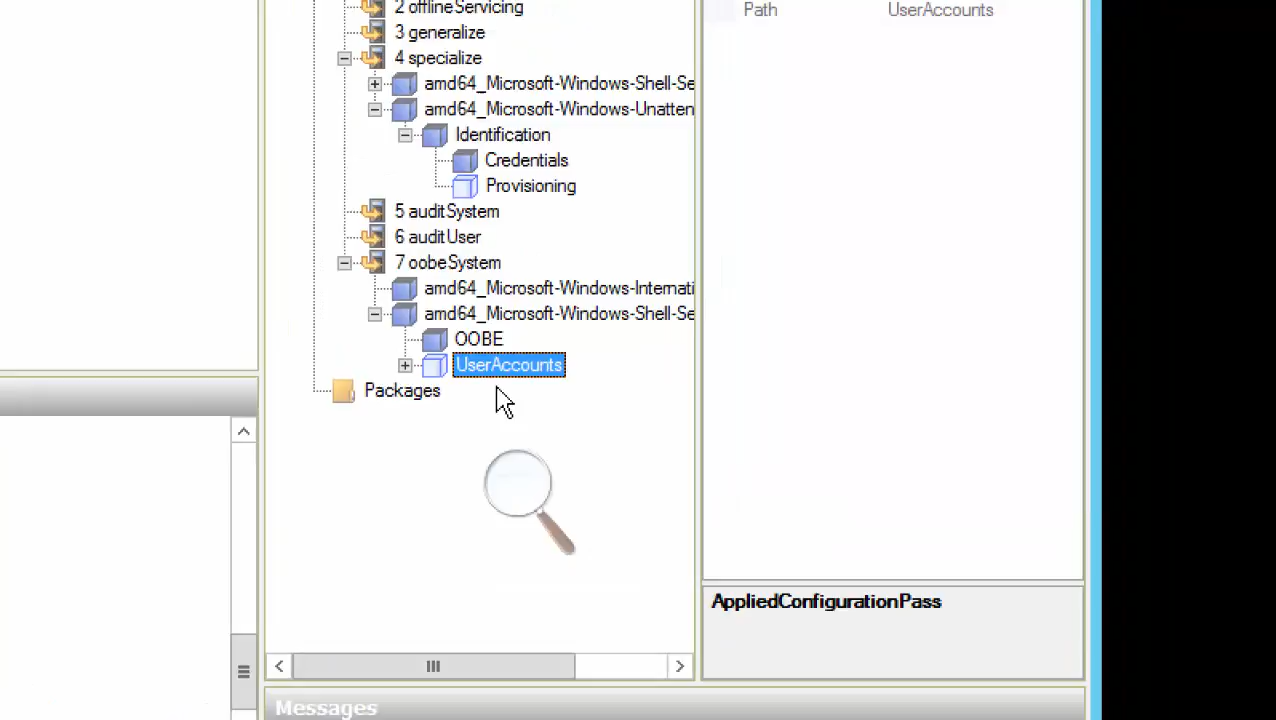 2 offlineServicing
Path UserAccounts
3 generalize
4 specialize
amd64_Microsoft-Windows-Shell-Se
amd64_Microsoft-Windows-Unatten
Identification
Credentials
Provisioning
5 auditSystem
6 auditUser
7 oobeSystem
amd64_Microsoft-Windows-Internati
amd64_Microsoft-Windows-Shell-Se
OOBE
UserAccounts
Packages
AppliedConfigurationPass
Messages